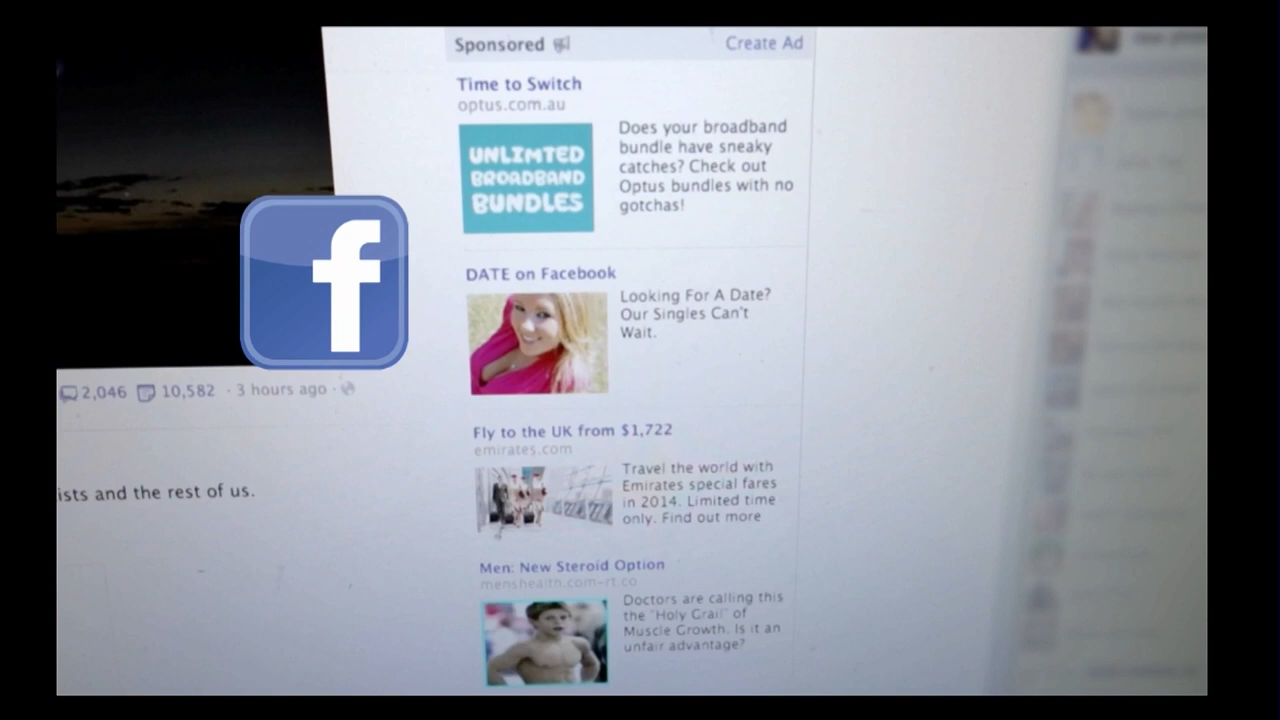 Sponsored
Create Ad
Time to Switch
optus.com.au
UNLIMTED
BROADBAND
BUNDLES
Does your broadband
bundle have sneaky
catches? Check out
Optus bundles with no
gotchas!
DATE on Facebook
Looking For A Date?
Our Singles Can't
Wait.
Fly to the UK from $1,722
emirates.com
Travel the world with
Emirates special fares
in 2014. Limited time
only. Find out more
Men: New Steroid Option
menshealth.com-rt.co
Doctors are calling this
the "Holy Grail" of
Muscle Growth. Is it an
unfair advantage?
f
2,046 10,582 · 3 hours ago ·
ists and the rest of us.